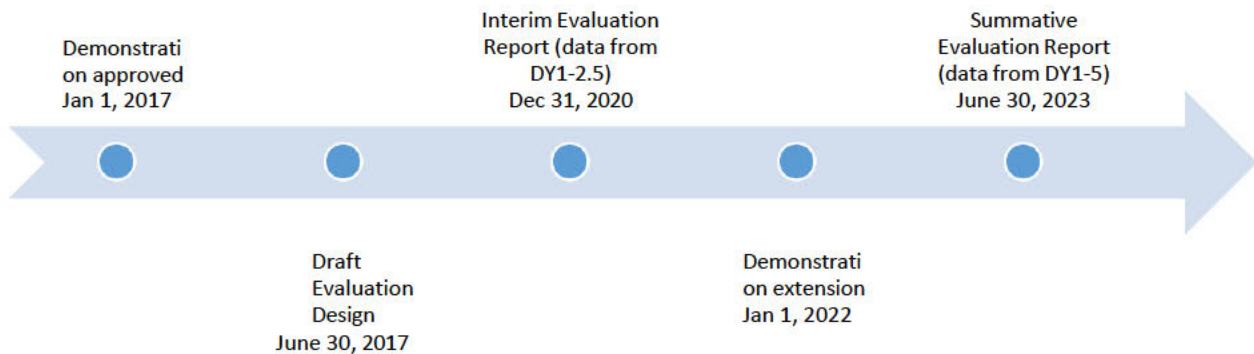 Demonstrati
on approved
Jan 1, 2017
Draft
Evaluation
Design
June 30, 2017
Interim Evaluation
Report (data from
DY1-2.5)
Dec 31, 2020
Demonstrati
on extension
Jan 1, 2022
Summative
Evaluation Report
(data from DY1-5)
June 30, 2023